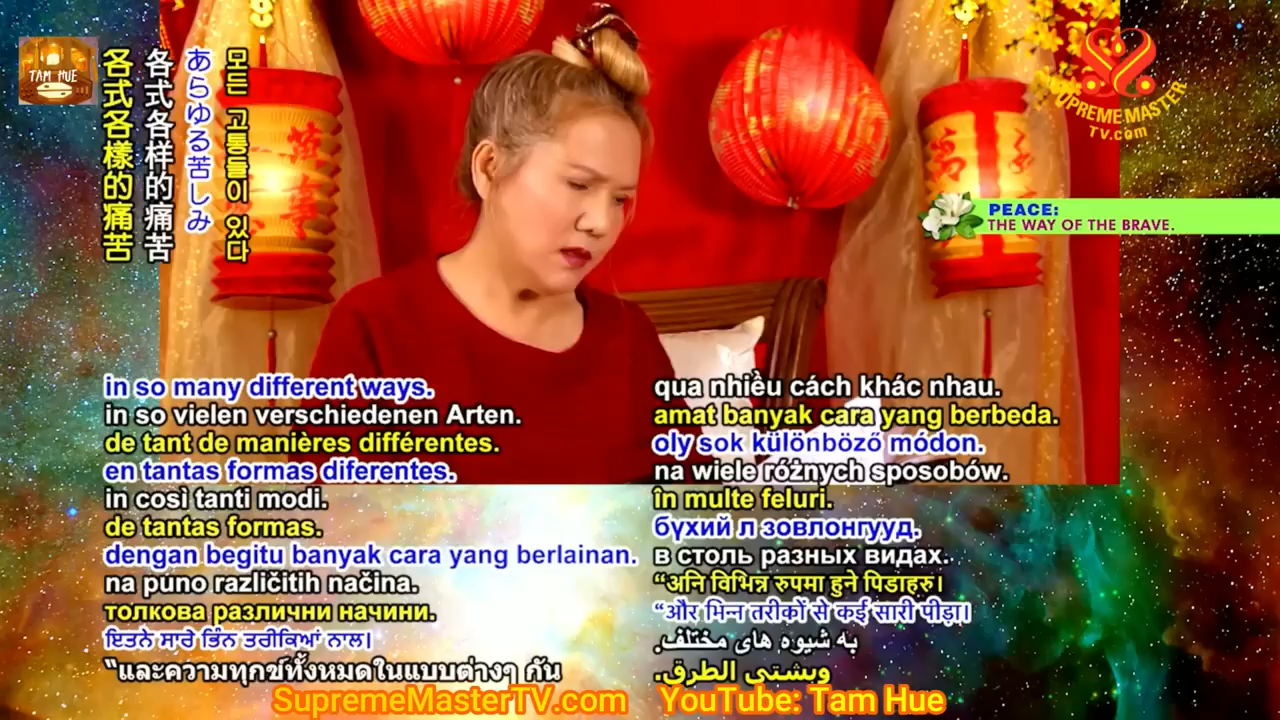 TAM HUE
各式各樣的痛苦
各式各样的痛苦
あらゆる苦しみ
모든 고통들이 있다
SUPREME MASTER
TV.com
PEACE:
THE WAY OF THE BRAVE.
in so many different ways.
in so vielen verschiedenen Arten.
de tant de manières différentes.
en tantas formas diferentes.
in così tanti modi.
de tantas formas.
dengan begitu banyak cara yang berlainan.
na puno različitih načina.
толкова различни начини.
ਇਤਨੇ ਸਾਰੇ ਭਿੰਨ ਤਰੀਕਿਆਂ ਨਾਲ।
“และความทุกข์ทั้งหมดในแบบต่างๆ กัน
qua nhiều cách khác nhau.
amat banyak cara yang berbeda.
oly sok különböző módon.
na wiele różnych sposobów.
în multe feluri.
бүхий л зовлонгууд.
в столь разных видах.
“अनि विभिन्न रुपमा हुने पिडाहरु।
“और भिन्न तरीकों से कई सारी पीड़ा।
به شیوه های مختلف.
وبشتى الطرق.
SupremeMasterTV.com
YouTube: Tam Hue